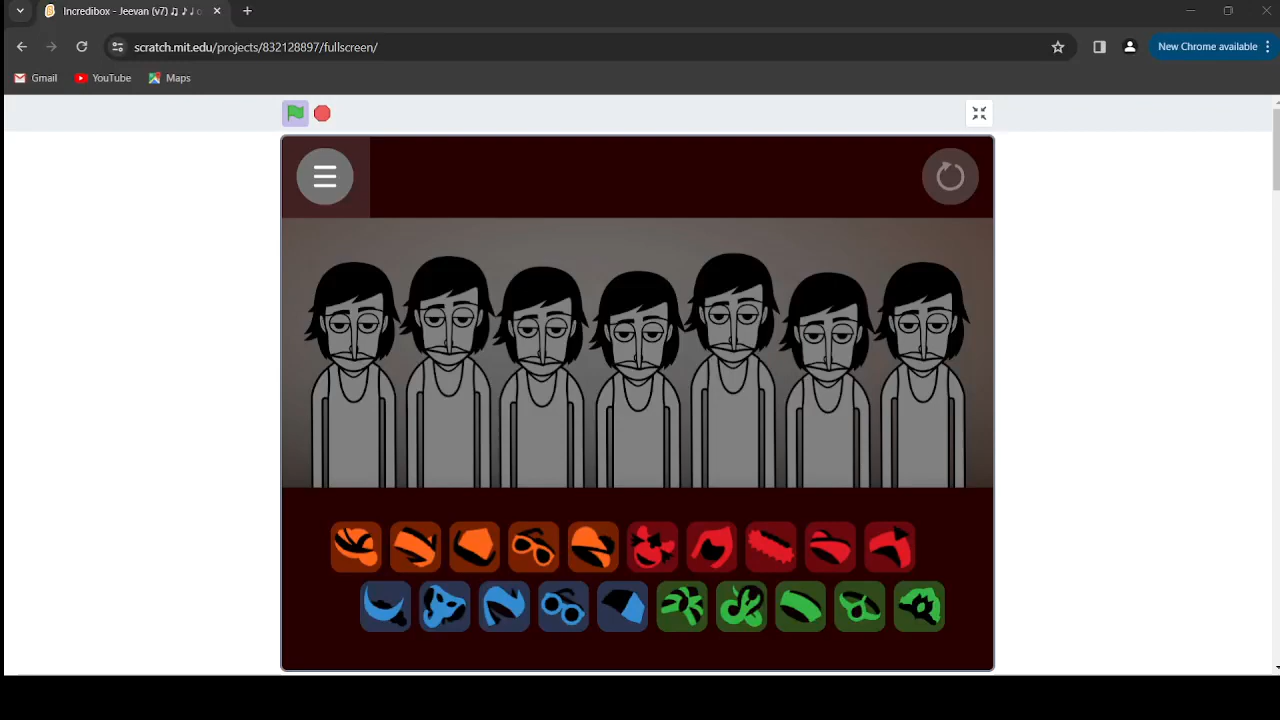 Incredibox - Jeevan (v7) ♫ ♪ ♩
New Chrome available
scratch.mit.edu/projects/832128897/fullscreen/
Gmail YouTube Maps